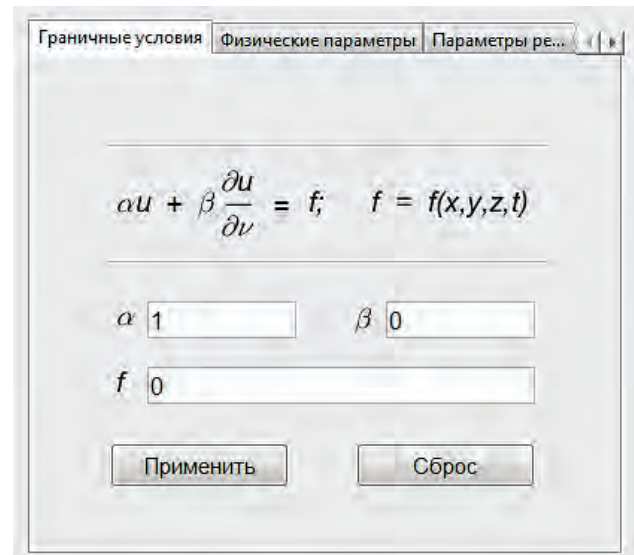 Граничные условия Физические параметры Параметры ре...
αu + β ∂u/∂ν = f; f = f(x,y,z,t)
α 1 β 0
f 0
Применить Сброс